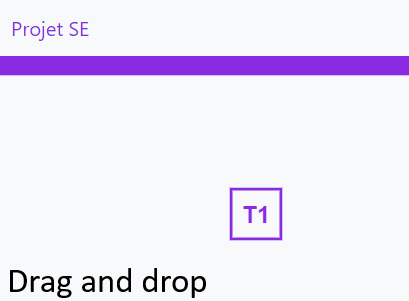 Projet SE
T1
Drag and drop